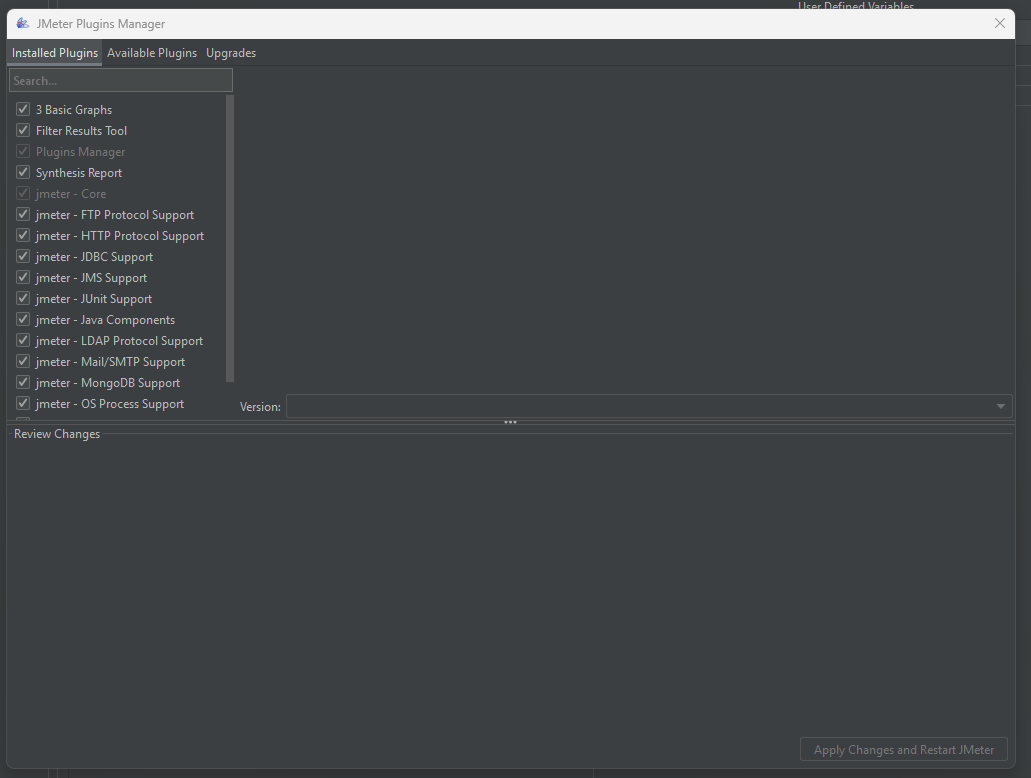 User Defined Variables
JMeter Plugins Manager
Installed Plugins Available Plugins Upgrades
Search...
3 Basic Graphs
Filter Results Tool
Plugins Manager
Synthesis Report
jmeter - Core
jmeter - FTP Protocol Support
jmeter - HTTP Protocol Support
jmeter - JDBC Support
jmeter - JMS Support
jmeter - JUnit Support
jmeter - Java Components
jmeter - LDAP Protocol Support
jmeter - Mail/SMTP Support
jmeter - MongoDB Support
jmeter - OS Process Support
Version:
Review Changes
Apply Changes and Restart JMeter